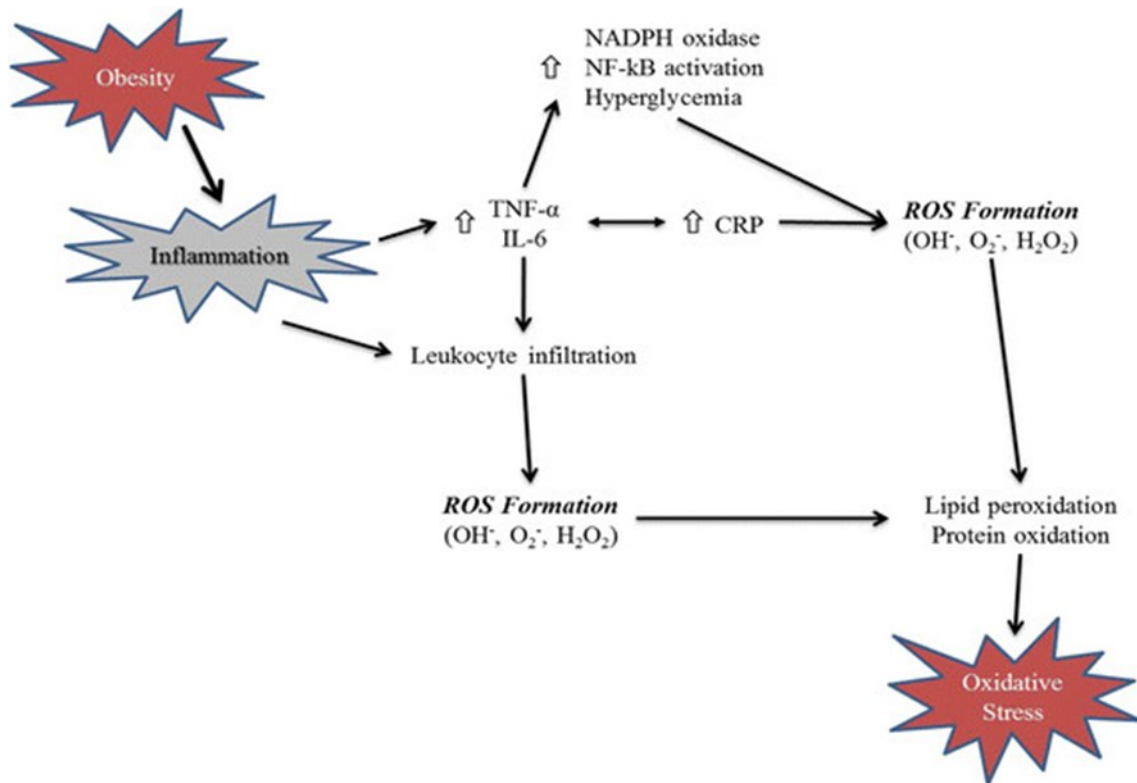 Obesity
⇧ NADPH oxidase
NF-kB activation
Hyperglycemia
Inflammation
⇧ TNF-α
IL-6
⇧ CRP
ROS Formation
(OH⁻, O₂⁻, H₂O₂)
Leukocyte infiltration
ROS Formation
(OH⁻, O₂⁻, H₂O₂)
Lipid peroxidation
Protein oxidation
Oxidative
Stress